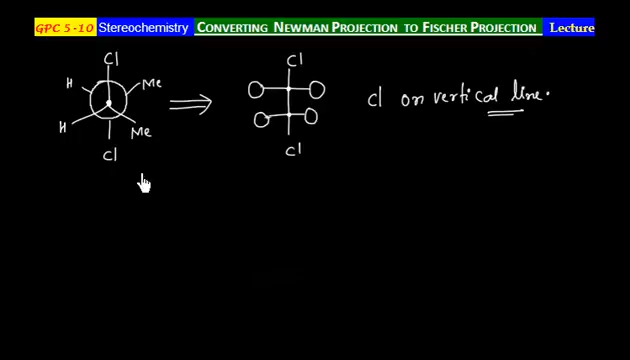 GPC 5-10 Stereochemistry CONVERTING NEWMAN PROJECTION TO FISCHER PROJECTION Lecture
Cl Cl
H Me
Cl on vertical line.
H Me
Cl Cl